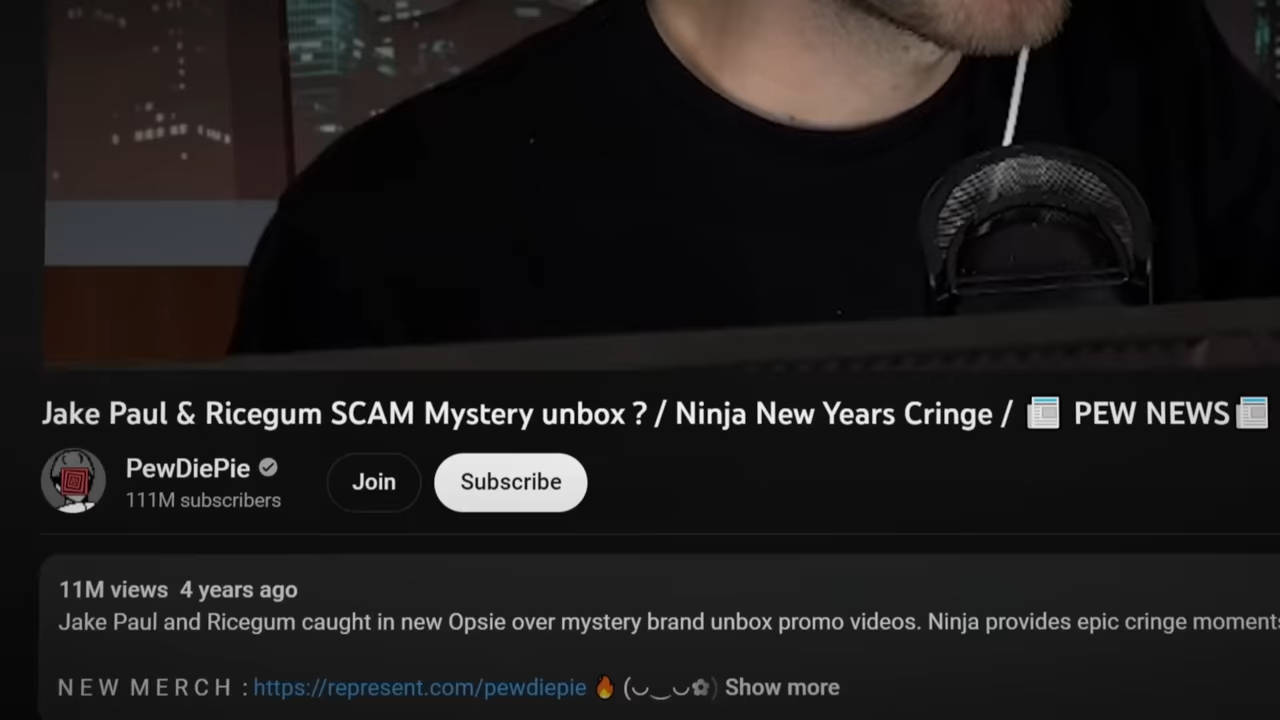 Jake Paul & Ricegum SCAM Mystery unbox ? / Ninja New Years Cringe / 📰 PEW NEWS📰
PewDiePie
111M subscribers
Join
Subscribe
11M views 4 years ago
Jake Paul and Ricegum caught in new Opsie over mystery brand unbox promo videos. Ninja provides epic cringe moments
N E W M E R C H : https://represent.com/pewdiepie 🔥 (◡‿◡✿) Show more